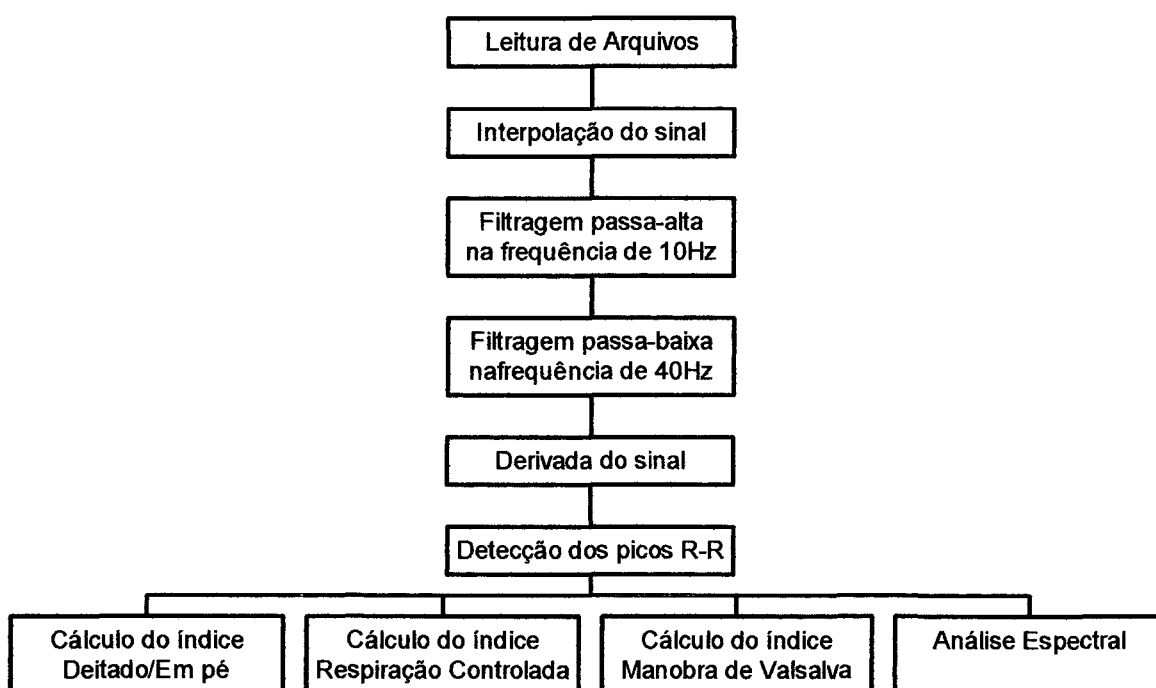 Leitura de Arquivos
Interpolação do sinal
Filtragem passa-alta
na frequência de 10Hz
Filtragem passa-baixa
nafrequência de 40Hz
Derivada do sinal
Detecção dos picos R-R
Cálculo do índice
Deitado/Em pé
Cálculo do índice
Respiração Controlada
Cálculo do índice
Manobra de Valsalva
Análise Espectral